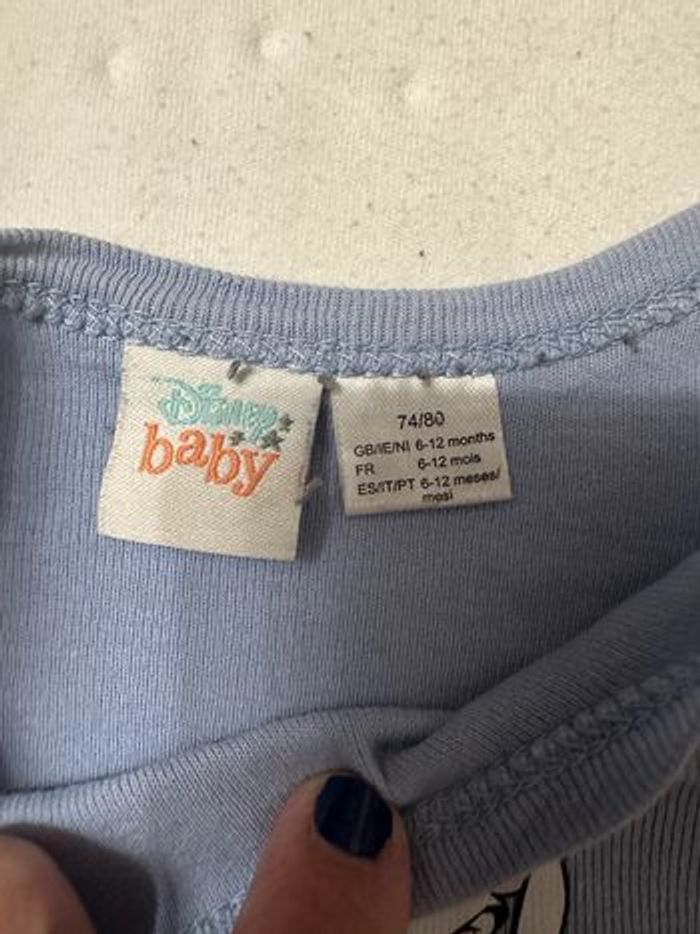 Disney
baby
74/80
GB/IE/NI 6-12 months
FR 6-12 mois
ES/IT/PT 6-12 meses/
mesi